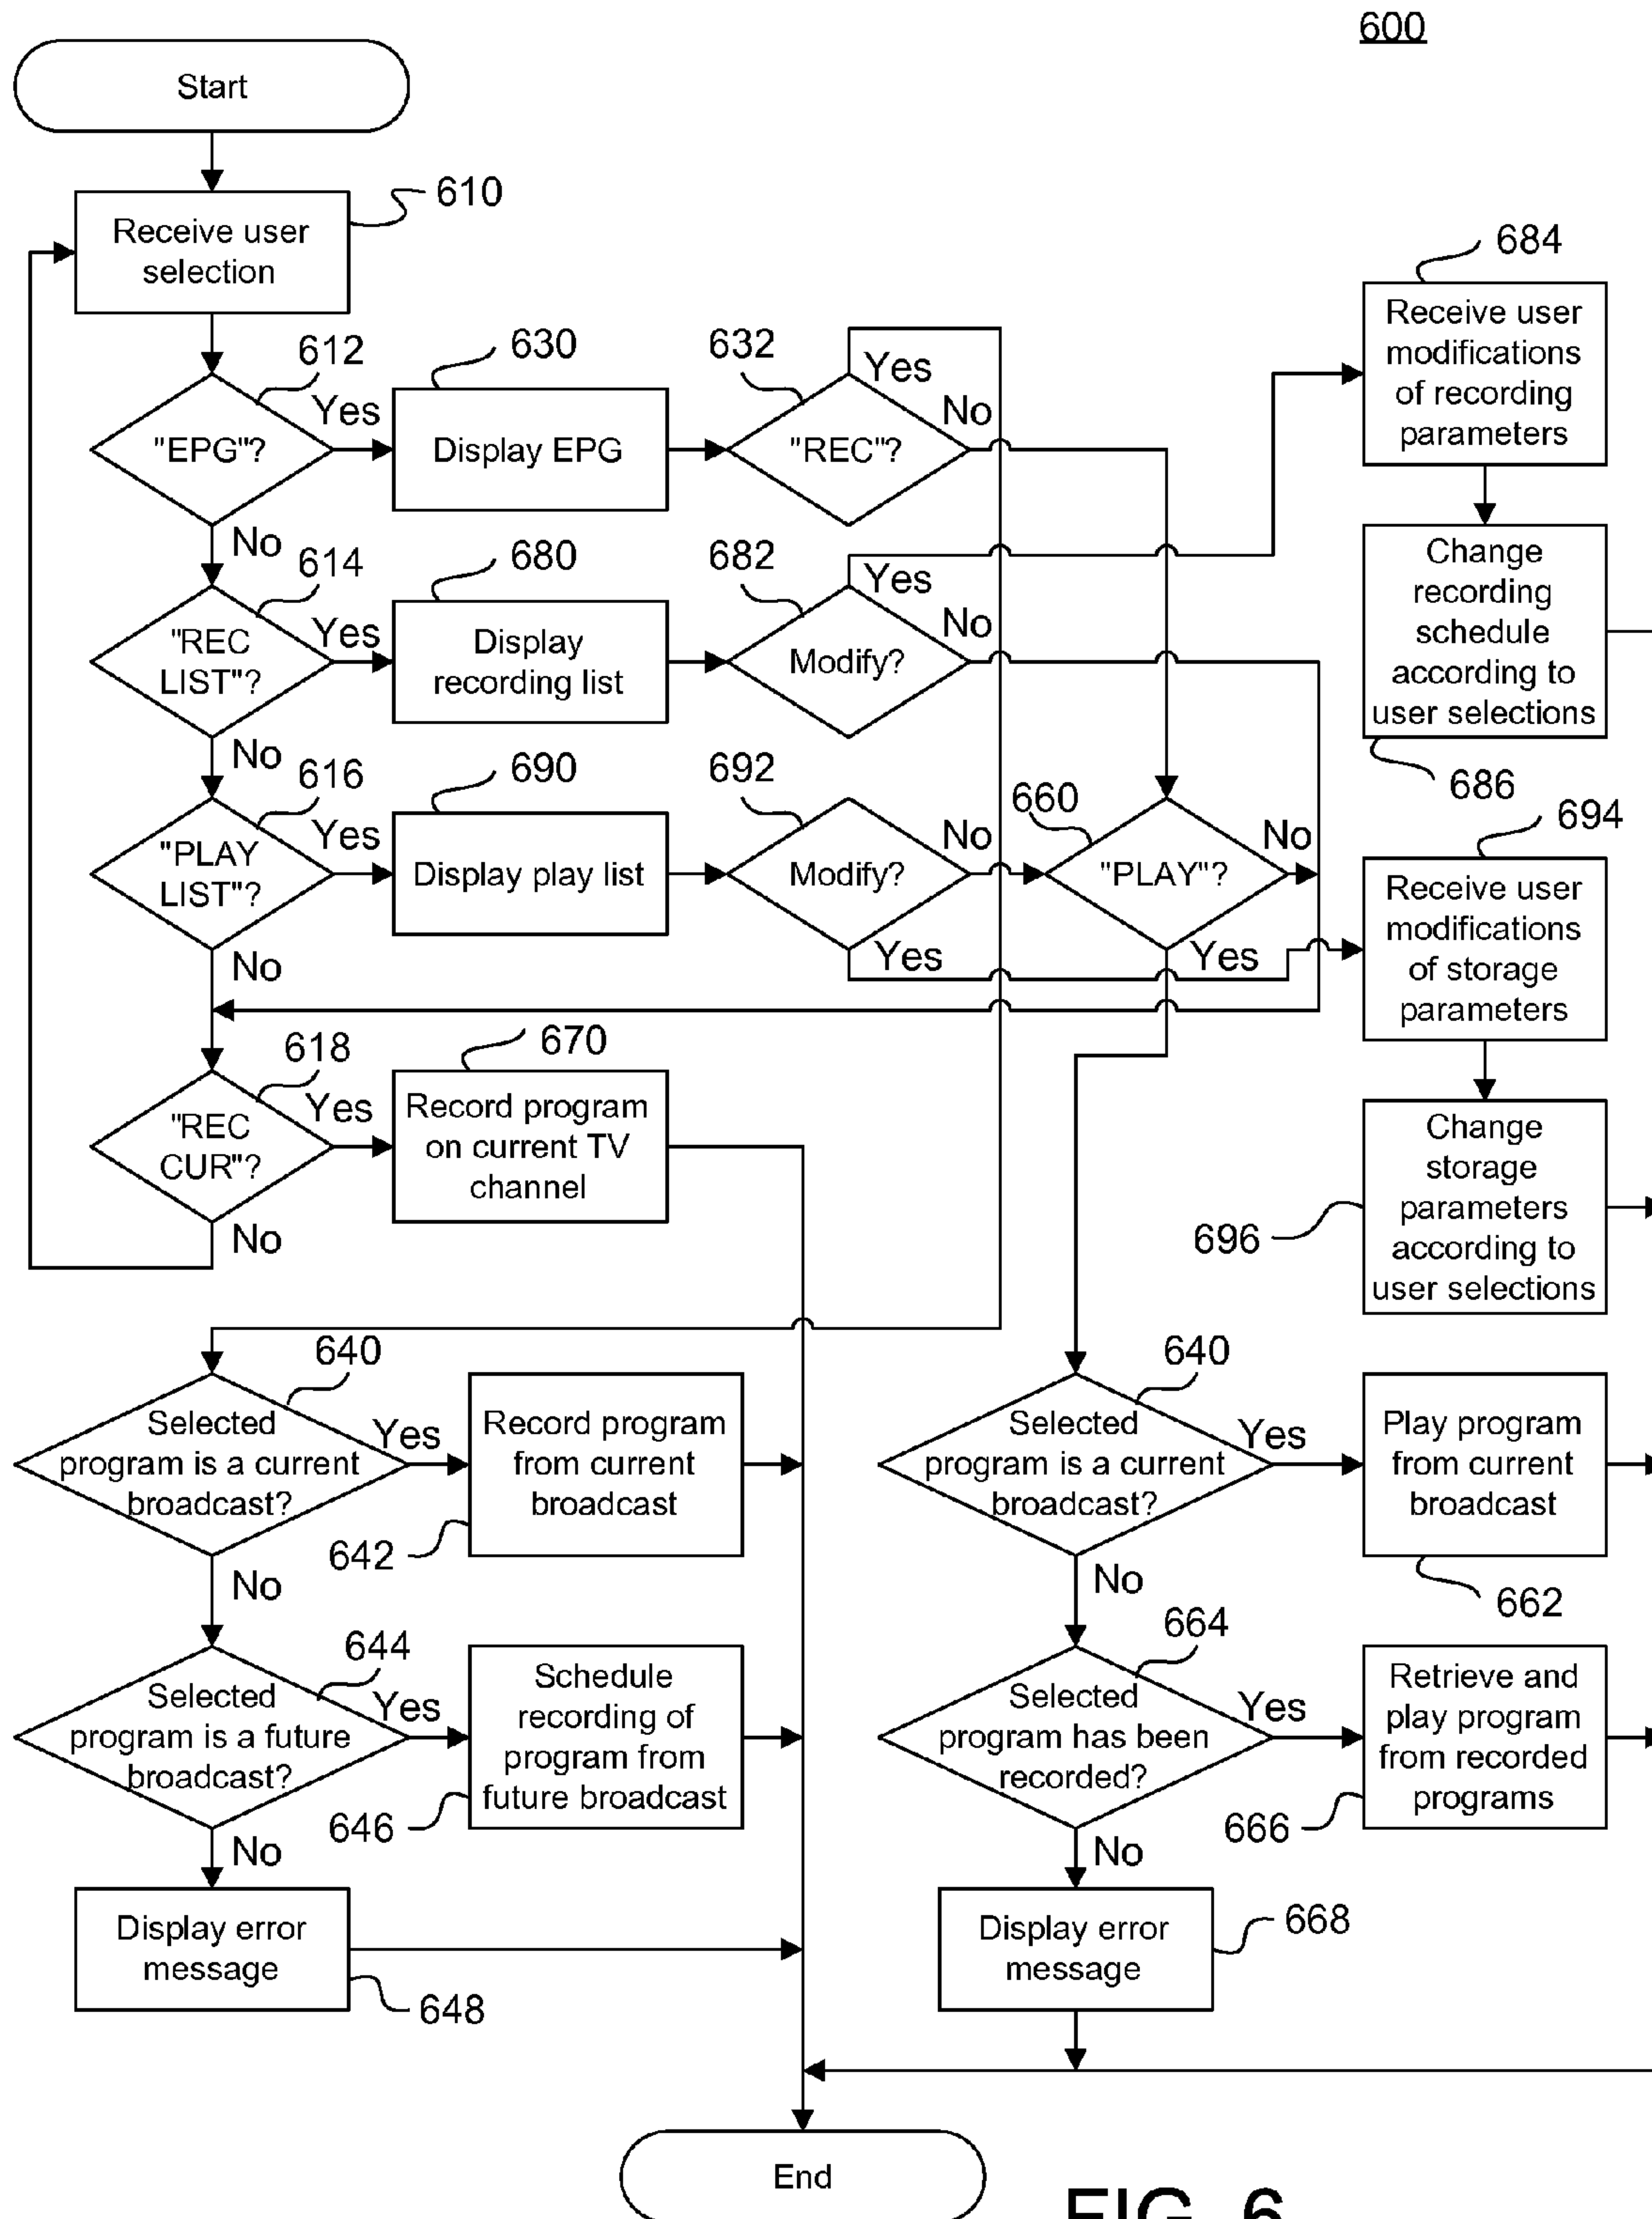 600
Start
610
Receive user
selection
684
Receive user
modifications
of recording
parameters
612
"EPG"?
Yes
No
630
Display EPG
632
"REC"?
Yes
No
614
"REC
LIST"?
Yes
No
680
Display
recording list
682
Modify?
Yes
No
Change
recording
schedule
according to
user selections
686
616
"PLAY
LIST"?
Yes
No
690
Display play list
692
Modify?
No
Yes
660
"PLAY"?
No
Yes
694
Receive user
modifications
of storage
parameters
618
"REC
CUR"?
Yes
No
670
Record program
on current TV
channel
Change
storage
parameters
according to
user selections
696
640
Selected
program is a current
broadcast?
Yes
No
Record program
from current
broadcast
642
640
Selected
program is a current
broadcast?
Yes
No
Play program
from current
broadcast
662
644
Selected
program is a future
broadcast?
Yes
No
Schedule
recording of
program from
future broadcast
646
664
Selected
program has been
recorded?
Yes
No
Retrieve and
play program
from recorded
programs
666
Display error
message
648
Display error
message
668
End
FIG. 6